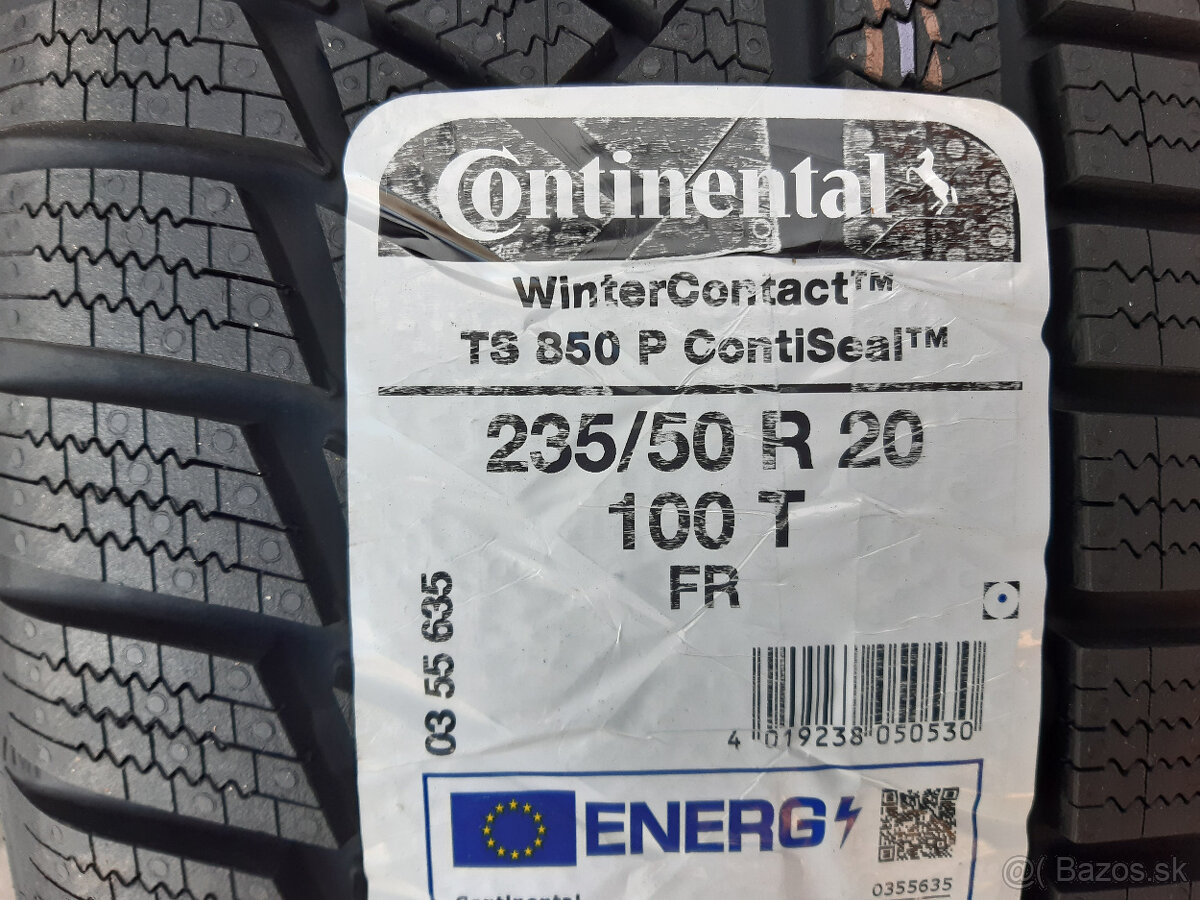 Continental
WinterContact™
TS 850 P ContiSeal™
235/50 R 20
100 T
FR
03 55 635
4 019238 050530
ENERG
0355635
Continental
@( Bazos.sk